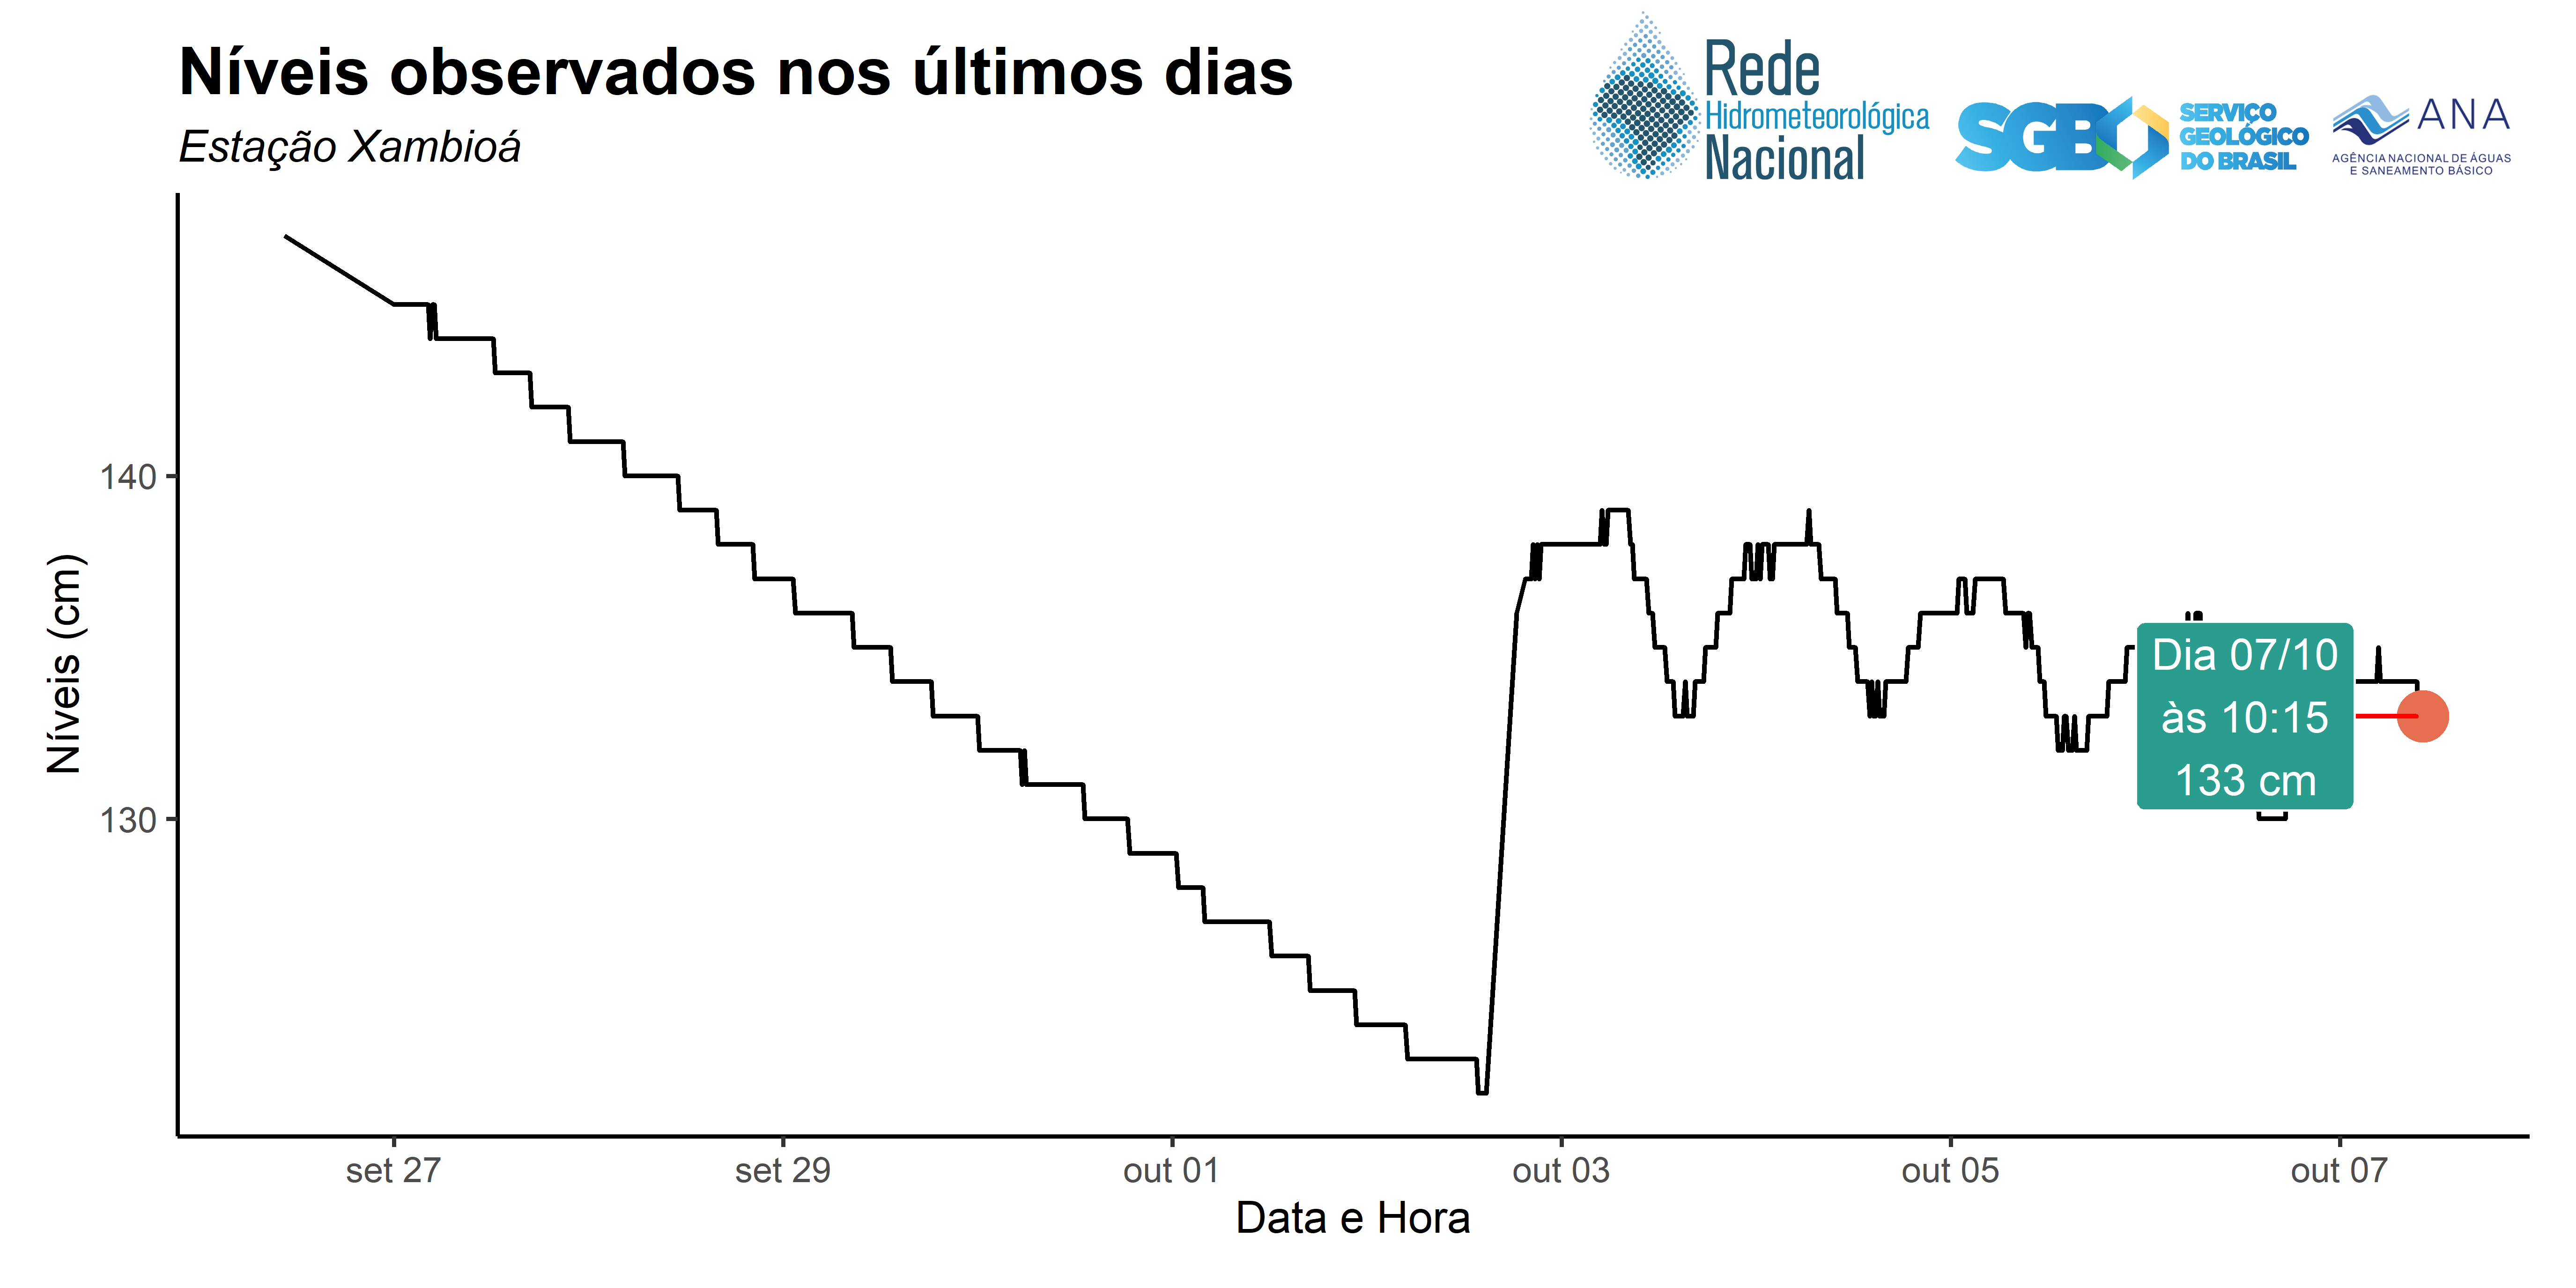 Níveis observados nos últimos dias
Estação Xambioá
Rede
Hidrometeorológica
Nacional
SGB
SERVIÇO
GEOLÓGICO
DO BRASIL
ANA
AGÊNCIA NACIONAL DE ÁGUAS
E SANEAMENTO BÁSICO
Níveis (cm)
140
130
Dia 07/10
às 10:15
133 cm
set 27
set 29
out 01
out 03
out 05
out 07
Data e Hora